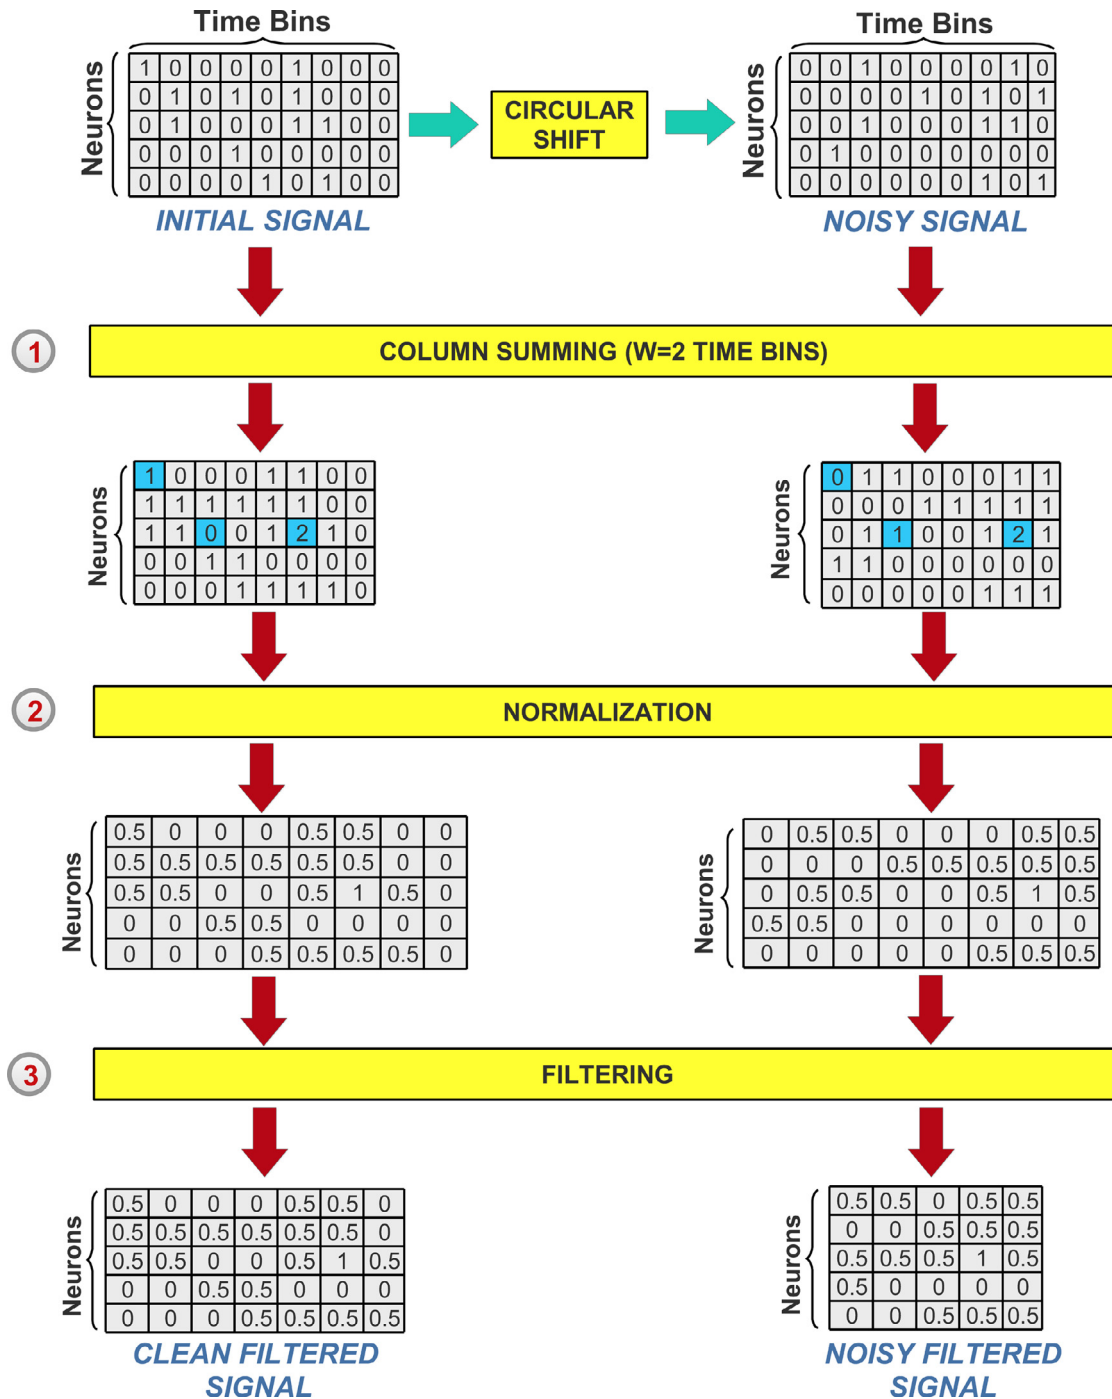 Time Bins
Time Bins
Neurons
1 0 0 0 0 1 0 0 0
0 1 0 1 0 1 0 0 0
0 1 0 0 0 1 1 0 0
0 0 0 1 0 0 0 0 0
0 0 0 0 1 0 1 0 0
INITIAL SIGNAL
CIRCULAR
SHIFT
Neurons
0 0 1 0 0 0 0 1 0
0 0 0 0 1 0 1 0 1
0 0 1 0 0 0 1 1 0
0 1 0 0 0 0 0 0 0
0 0 0 0 0 0 1 0 1
NOISY SIGNAL
1
COLUMN SUMMING (W=2 TIME BINS)
Neurons
1 0 0 0 1 1 0 0
1 1 1 1 1 1 0 0
1 1 0 0 1 2 1 0
0 0 1 1 0 0 0 0
0 0 0 1 1 1 1 0
Neurons
0 1 1 0 0 0 1 1
0 0 0 1 1 1 1 1
0 1 1 0 0 1 2 1
1 1 0 0 0 0 0 0
0 0 0 0 0 1 1 1
2
NORMALIZATION
Neurons
0.5 0 0 0 0.5 0.5 0 0
0.5 0.5 0.5 0.5 0.5 0.5 0 0
0.5 0.5 0 0 0.5 1 0.5 0
0 0 0.5 0.5 0 0 0 0
0 0 0 0.5 0.5 0.5 0.5 0
Neurons
0 0.5 0.5 0 0 0 0.5 0.5
0 0 0 0.5 0.5 0.5 0.5 0.5
0 0.5 0.5 0 0 0.5 1 0.5
0.5 0.5 0 0 0 0 0 0
0 0 0 0 0 0.5 0.5 0.5
3
FILTERING
Neurons
0.5 0 0 0 0.5 0.5 0
0.5 0.5 0.5 0.5 0.5 0.5 0
0.5 0.5 0 0 0.5 1 0.5
0 0 0.5 0.5 0 0 0
0 0 0 0.5 0.5 0.5 0.5
CLEAN FILTERED
SIGNAL
Neurons
0.5 0.5 0 0.5 0.5
0 0 0.5 0.5 0.5
0.5 0.5 0.5 1 0.5
0.5 0 0 0 0
0 0 0.5 0.5 0.5
NOISY FILTERED
SIGNAL